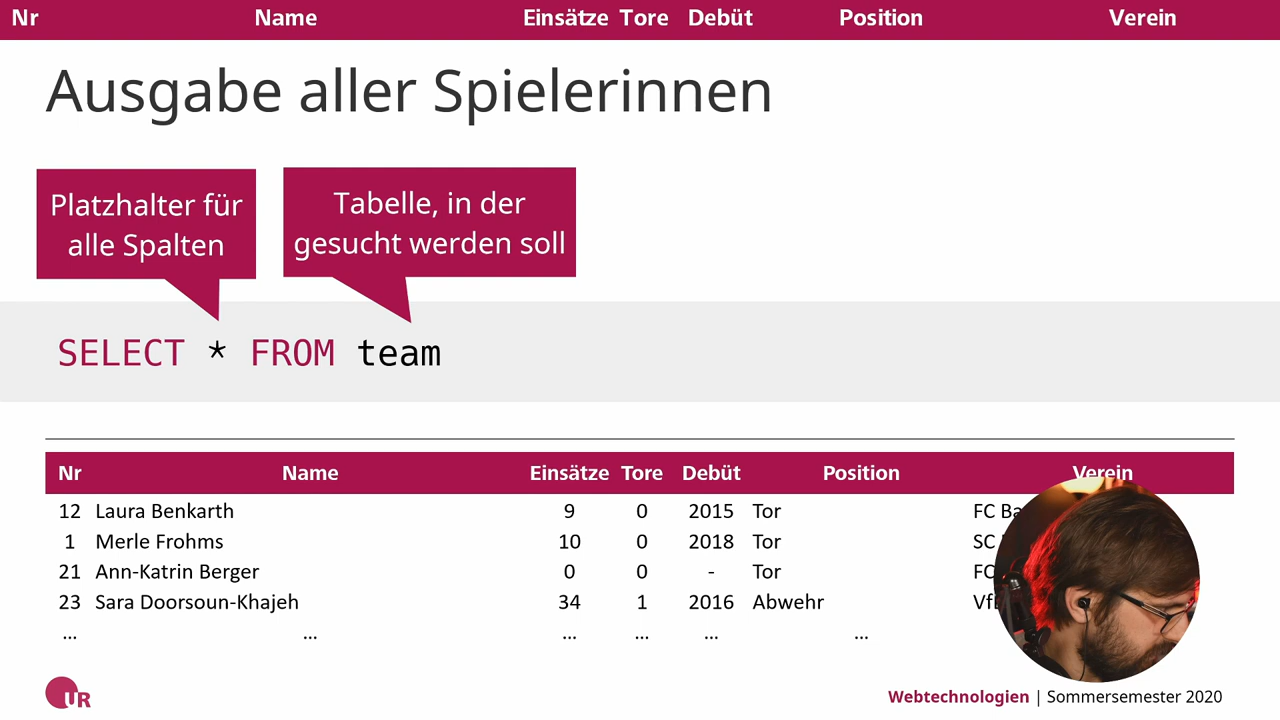 Nr Name Einsätze Tore Debüt Position Verein
Ausgabe aller Spielerinnen
Platzhalter für
alle Spalten
Tabelle, in der
gesucht werden soll
SELECT * FROM team
Nr Name Einsätze Tore Debüt Position Verein
12 Laura Benkarth 9 0 2015 Tor FC
1 Merle Frohms 10 0 2018 Tor SC
21 Ann-Katrin Berger 0 0 - Tor FC
23 Sara Doorsoun-Khajeh 34 1 2016 Abwehr
... ... ... ... ... ...
UR
Webtechnologien | Sommersemester 2020